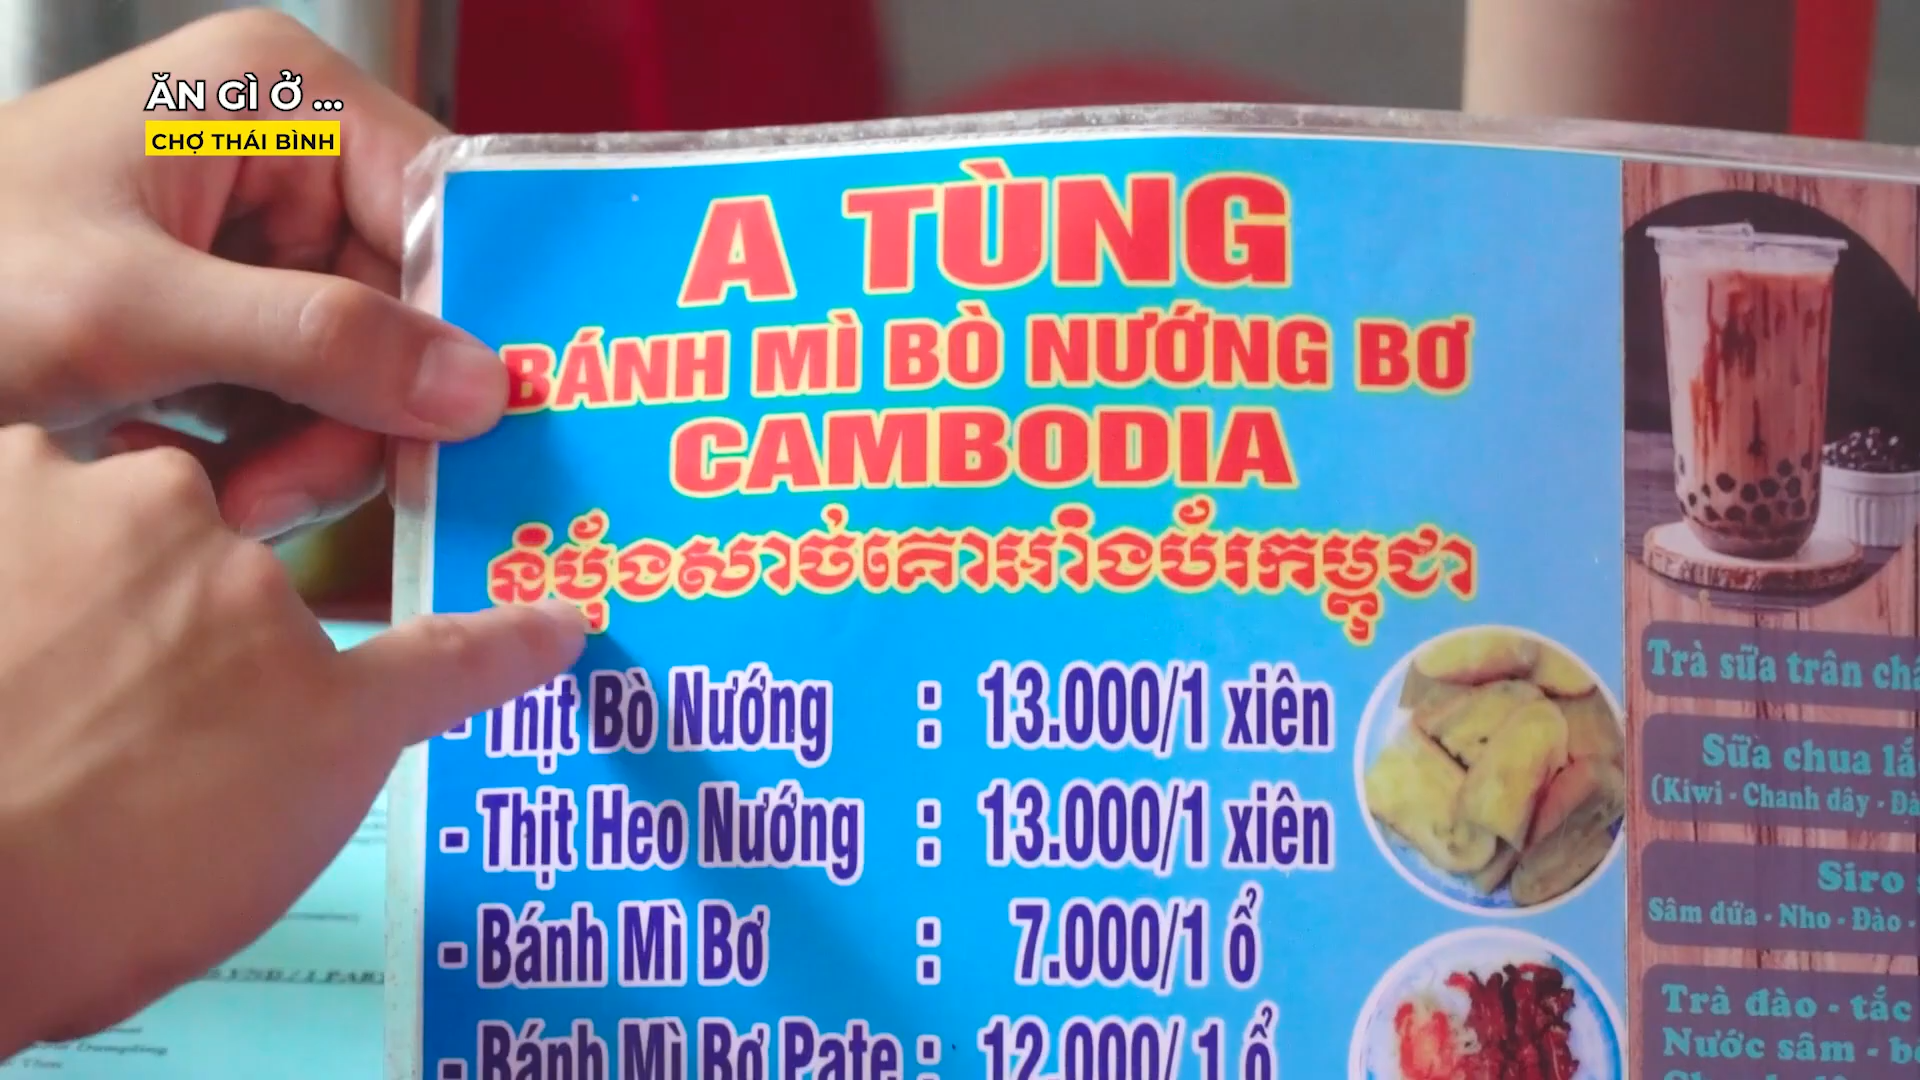 ĂN GÌ Ở ...
CHỢ THÁI BÌNH
A TÙNG
BÁNH MÌ BÒ NƯỚNG BƠ
CAMBODIA
នំប៉័ងសាច់គោអាំងប័រកម្ពុជា
- Thịt Bò Nướng : 13.000/1 xiên
- Thịt Heo Nướng : 13.000/1 xiên
- Bánh Mì Bơ : 7.000/1 ổ
- Bánh Mì Bơ Pate : 12.000/1 ổ
Trà sữa trân
Sữa chua
(Kiwi - Chanh dây -
Siro
Sâm dứa - Nho - Đào -
Trà đào - tắc
Nước sâm -
Dumpling